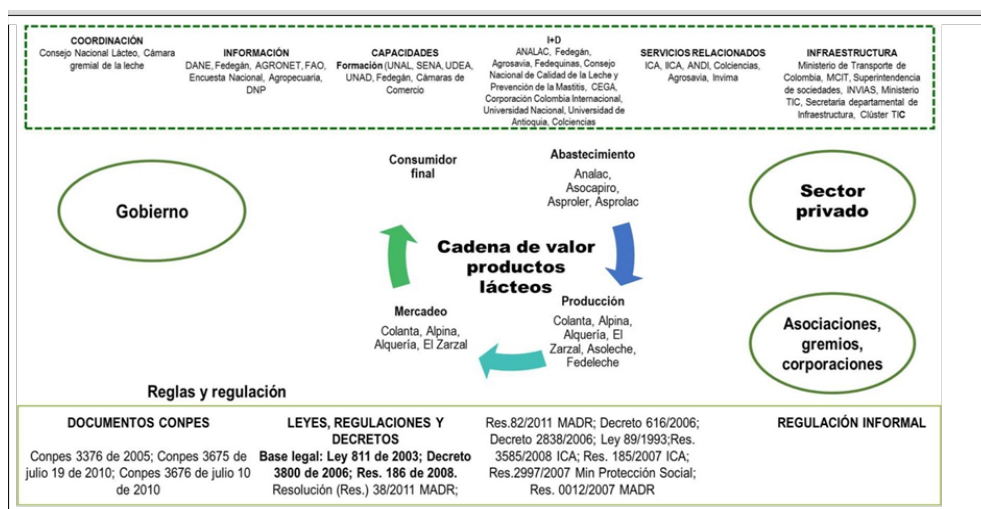 COORDINACIÓN
Consejo Nacional Lácteo, Cámara
gremial de la leche
INFORMACIÓN
DANE, Fedegán, AGRONET, FAO,
Encuesta Nacional, Agropecuaria,
DNP
CAPACIDADES
Formación (UNAL, SENA, UDEA,
UNAD, Fedegán, Cámaras de
Comercio
I+D
ANALAC, Fedegán,
Agrosavia, Fedequinas, Consejo
Nacional de Calidad de la Leche y
Prevención de la Mastitis, CEGA,
Corporación Colombia Internacional,
Universidad Nacional, Universidad de
Antioquia, Colciencias
SERVICIOS RELACIONADOS
ICA, IICA, ANDI, Colciencias,
Agrosavia, Invima
INFRAESTRUCTURA
Ministerio de Transporte de
Colombia, MCIT, Superintendencia
de sociedades, INVIAS, Ministerio
TIC, Secretaria departamental de
Infraestructura, Clúster TIC
Gobierno
Consumidor
final
Abastecimiento
Analac,
Asocapiro,
Asproler, Asprolac
Sector
privado
Cadena de valor
productos
lácteos
Mercadeo
Colanta, Alpina,
Alquería, El Zarzal
Producción
Colanta, Alpina,
Alquería, El
Zarzal, Asoleche,
Fedeleche
Asociaciones,
gremios,
corporaciones
Reglas y regulación
DOCUMENTOS CONPES
Conpes 3376 de 2005; Conpes 3675 de
julio 19 de 2010; Conpes 3676 de julio 10
de 2010
LEYES, REGULACIONES Y
DECRETOS
Base legal: Ley 811 de 2003; Decreto
3800 de 2006; Res. 186 de 2008.
Resolución (Res.) 38/2011 MADR;
Res.82/2011 MADR; Decreto 616/2006;
Decreto 2838/2006; Ley 89/1993;Res.
3585/2008 ICA; Res. 185/2007 ICA;
Res.2997/2007 Min Protección Social;
Res. 0012/2007 MADR
REGULACIÓN INFORMAL